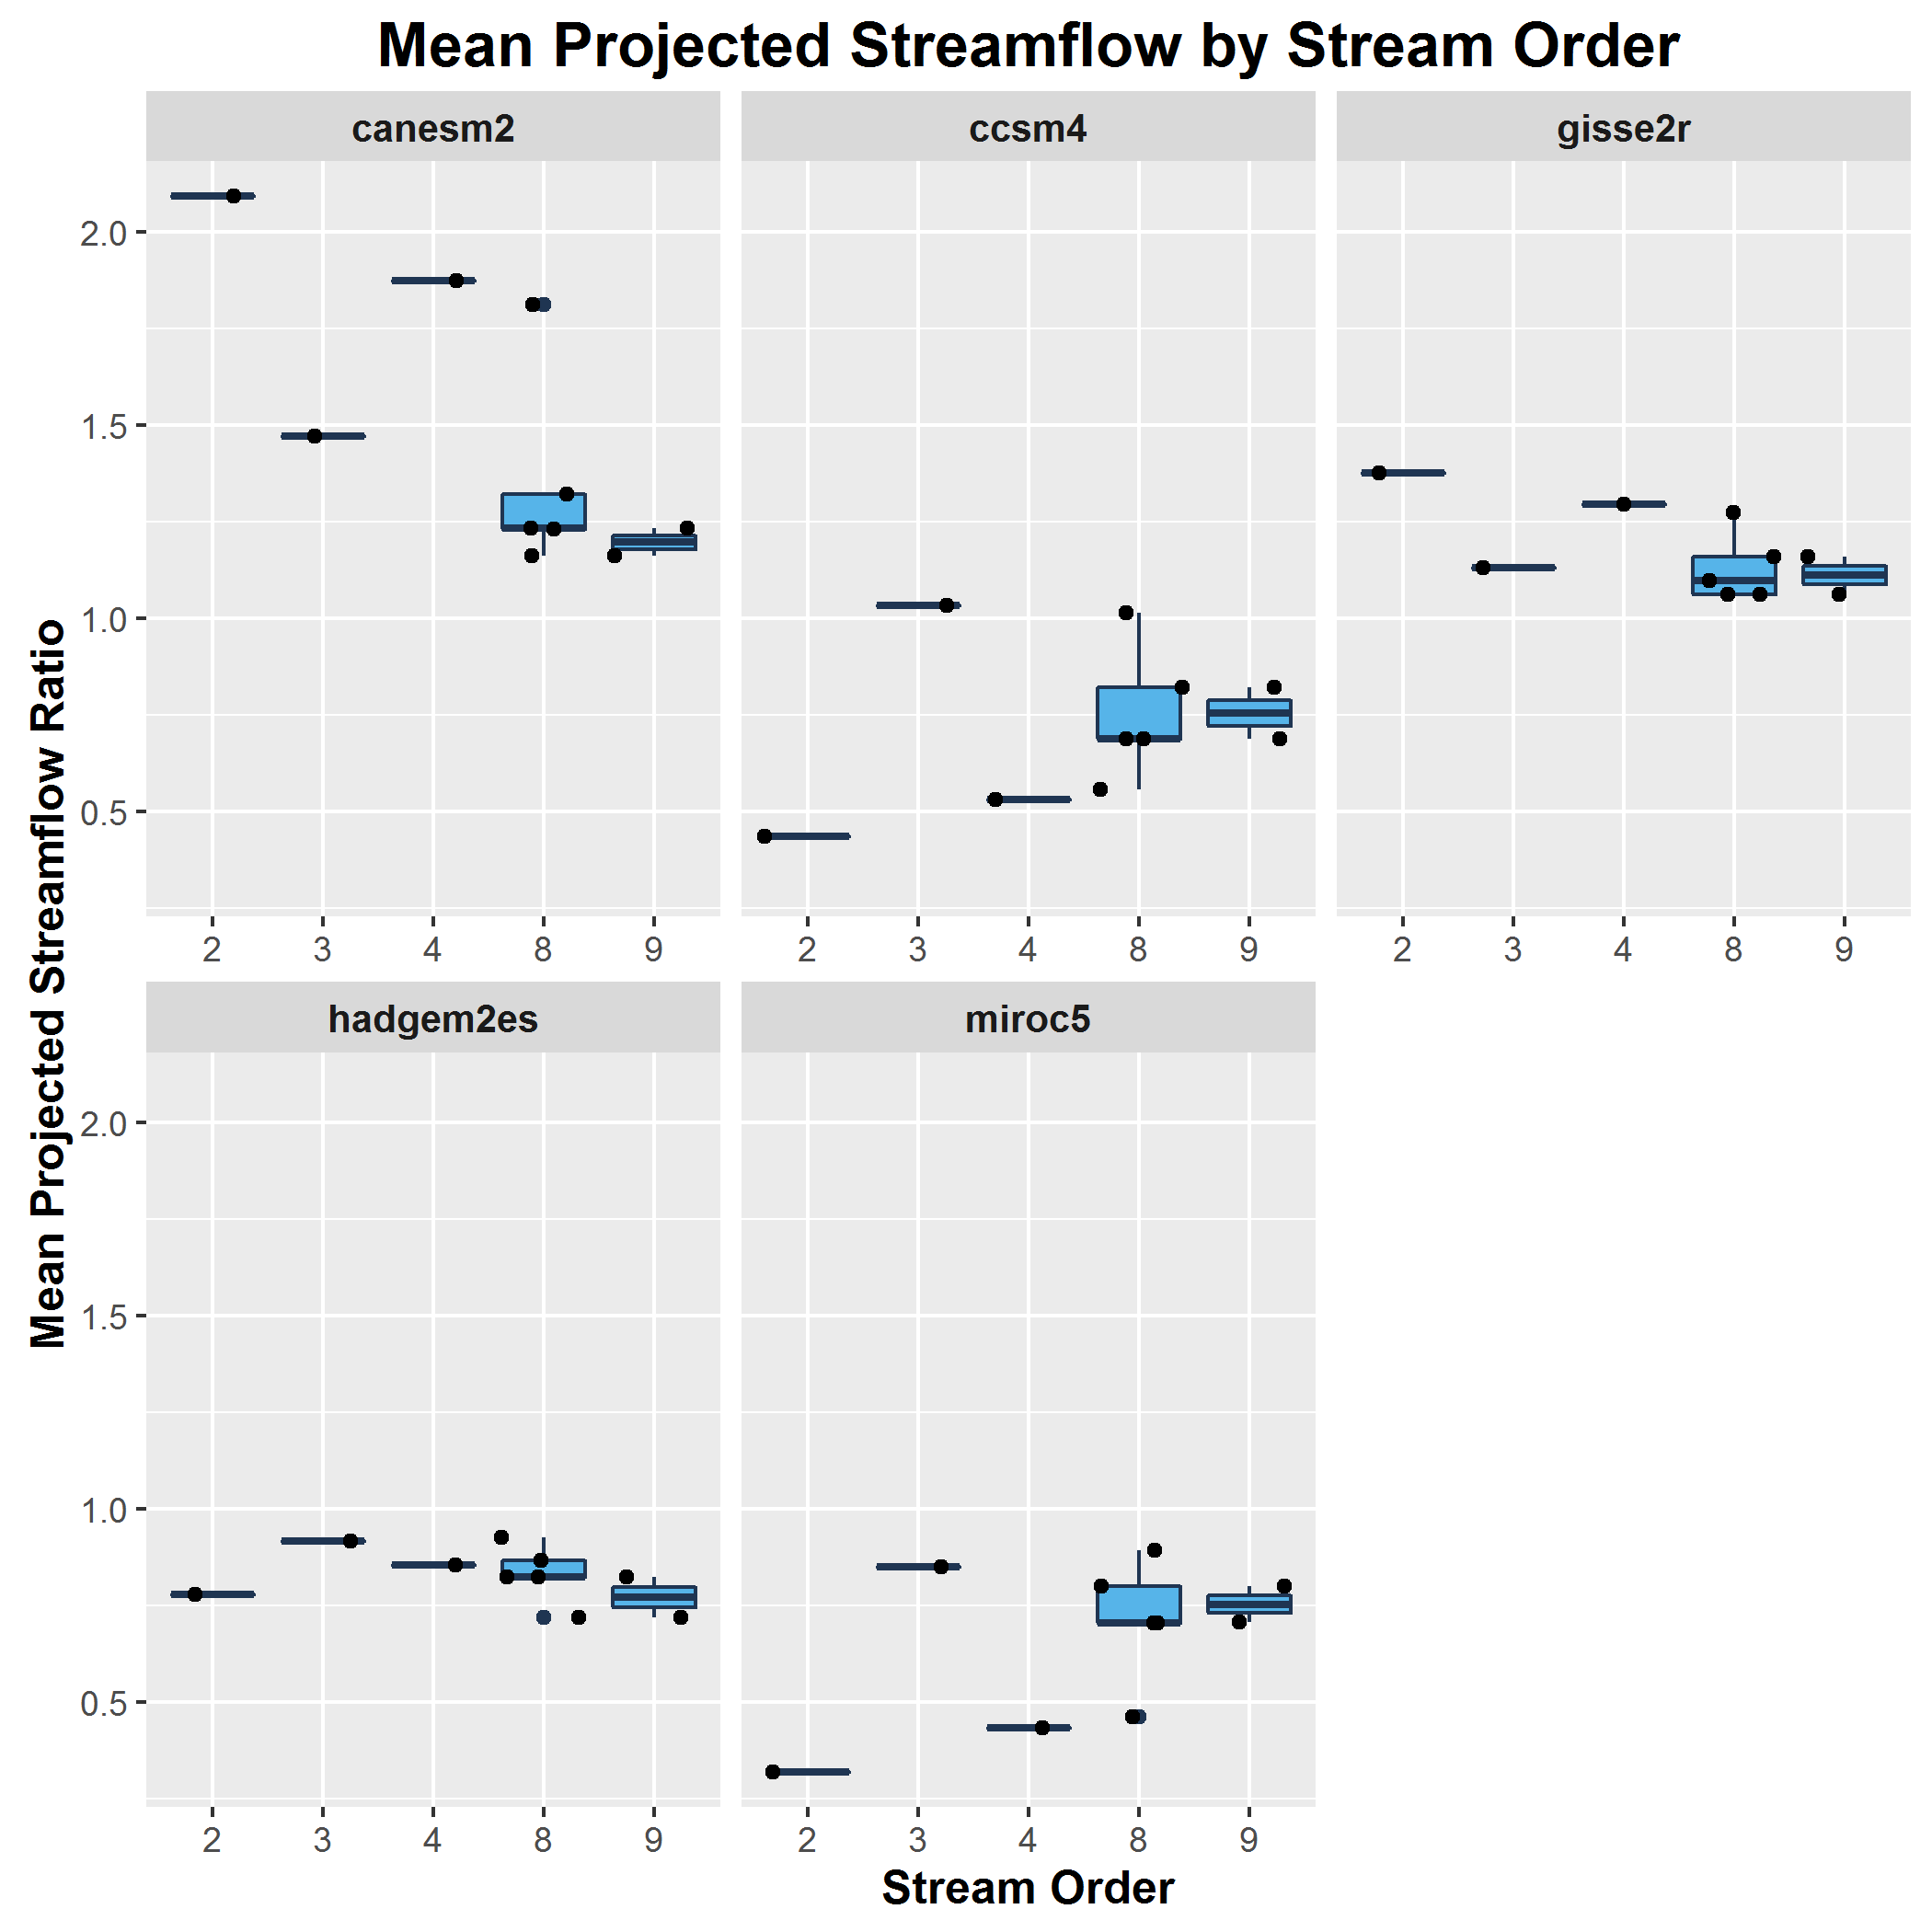 Mean Projected Streamflow by Stream Order
canesm2
ccsm4
gisse2r
2.0
1.5
1.0
0.5
2 3 4 8 9
2 3 4 8 9
2 3 4 8 9
Mean Projected Streamflow Ratio
hadgem2es
miroc5
2.0
1.5
1.0
0.5
2 3 4 8 9
2 3 4 8 9
Stream Order